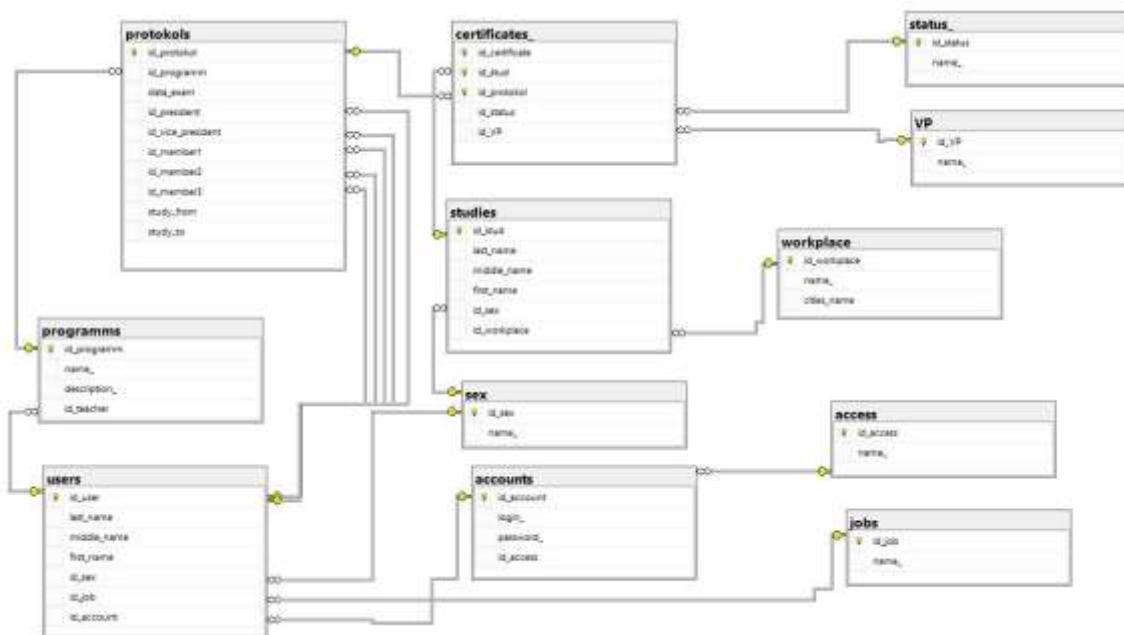 protokols
id_protokol
id_programm
data_exam
id_president
id_vice_president
id_member1
id_member2
id_member3
study_from
study_to
certificates_
id_certificate
id_stud
id_protokol
id_status
id_VP
status_
id_status
name_
VP
id_VP
name_
studies
id_stud
last_name
middle_name
first_name
id_sex
id_workplace
workplace
id_workplace
name_
cities_name
programms
id_programm
name_
description_
id_teacher
sex
id_sex
name_
access
id_access
name_
users
id_user
last_name
middle_name
first_name
id_sex
id_job
id_account
accounts
id_account
login_
password_
id_access
jobs
id_job
name_